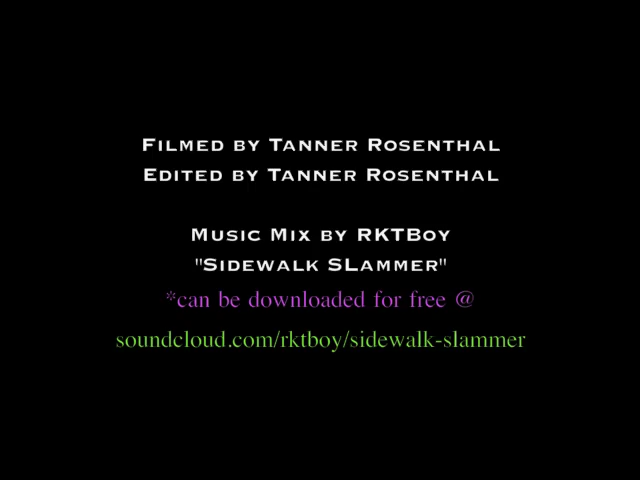 Filmed by Tanner Rosenthal
Edited by Tanner Rosenthal
Music Mix by RKTBoy
"Sidewalk SLammer"
*can be downloaded for free @
soundcloud.com/rktboy/sidewalk-slammer